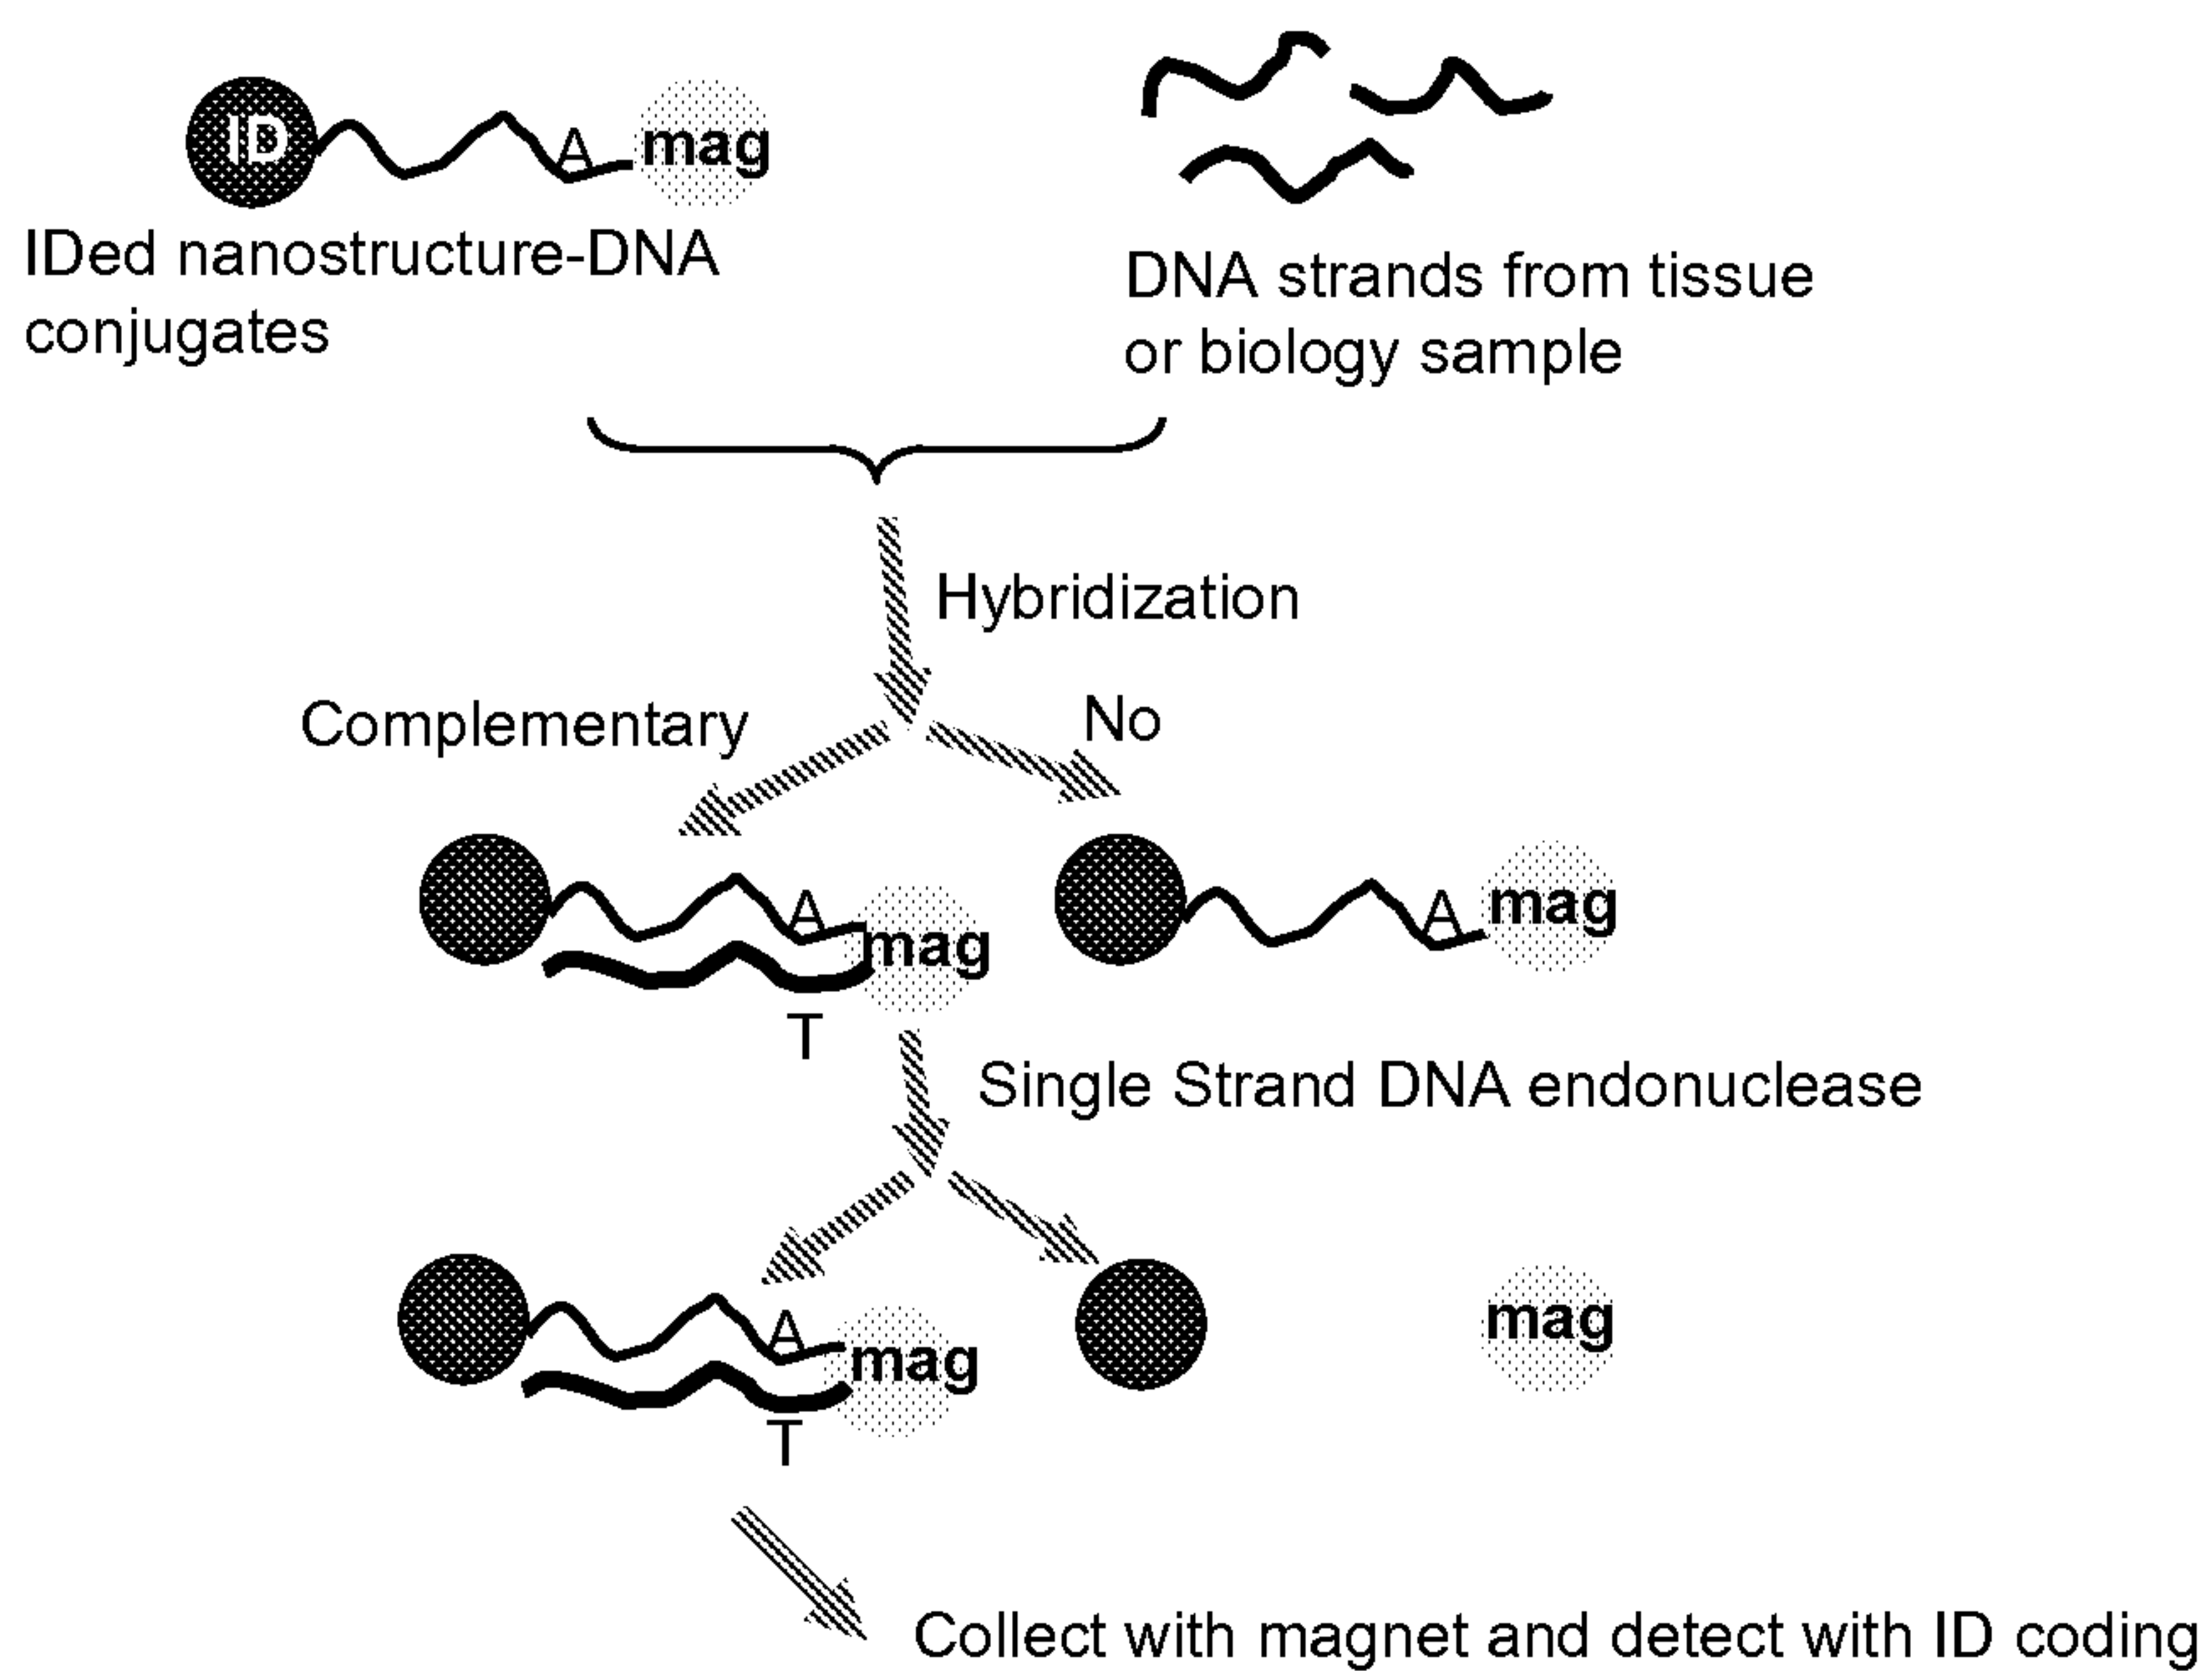 ID
A
mag
IDed nanostructure-DNA
conjugates
DNA strands from tissue
or biology sample
Hybridization
Complementary
No
A
mag
T
A
mag
Single Strand DNA endonuclease
A
mag
T
mag
Collect with magnet and detect with ID coding